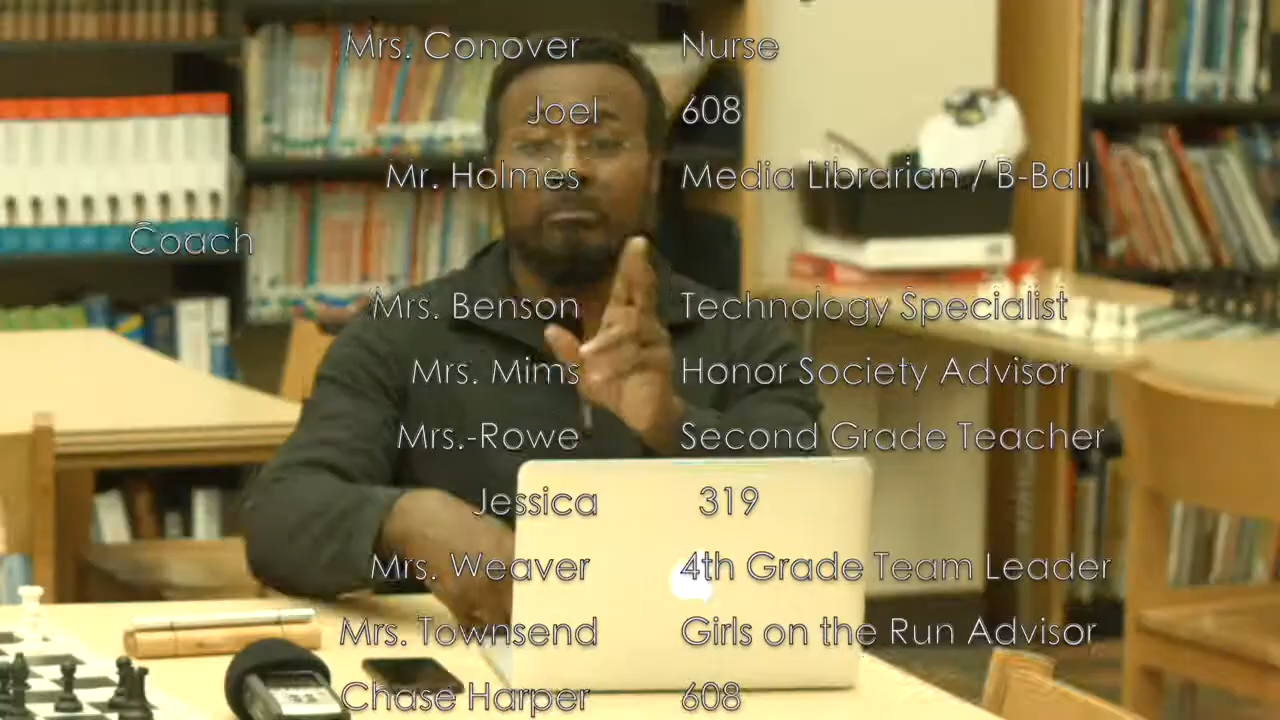 Mrs. Conover Nurse
Joel 608
Mr. Holmes Media Librarian / B-Ball
Coach
Mrs. Benson Technology Specialist
Mrs. Mims Honor Society Advisor
Mrs.-Rowe Second Grade Teacher
Jessica 319
Mrs. Weaver 4th Grade Team Leader
Mrs. Townsend Girls on the Run Advisor
Chase Harper 608